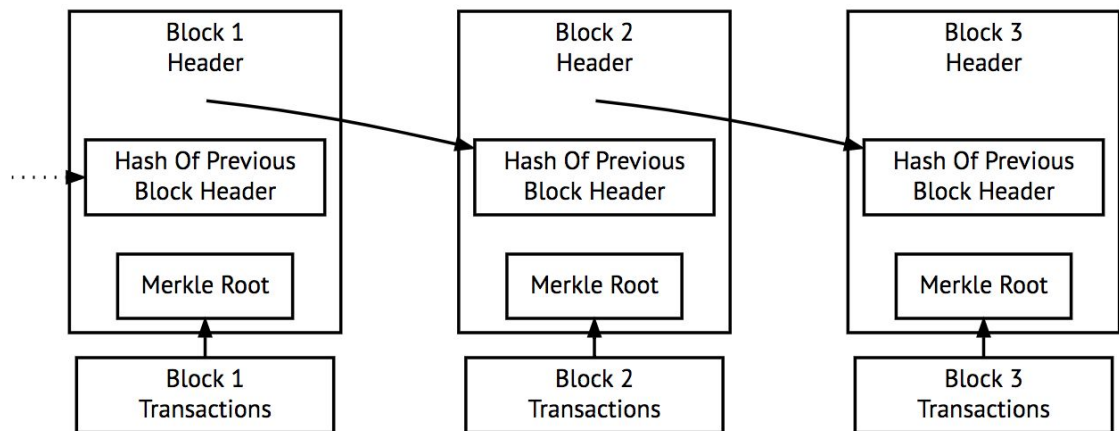 Block 1
Header
Hash Of Previous
Block Header
Merkle Root
Block 1
Transactions
Block 2
Header
Hash Of Previous
Block Header
Merkle Root
Block 2
Transactions
Block 3
Header
Hash Of Previous
Block Header
Merkle Root
Block 3
Transactions